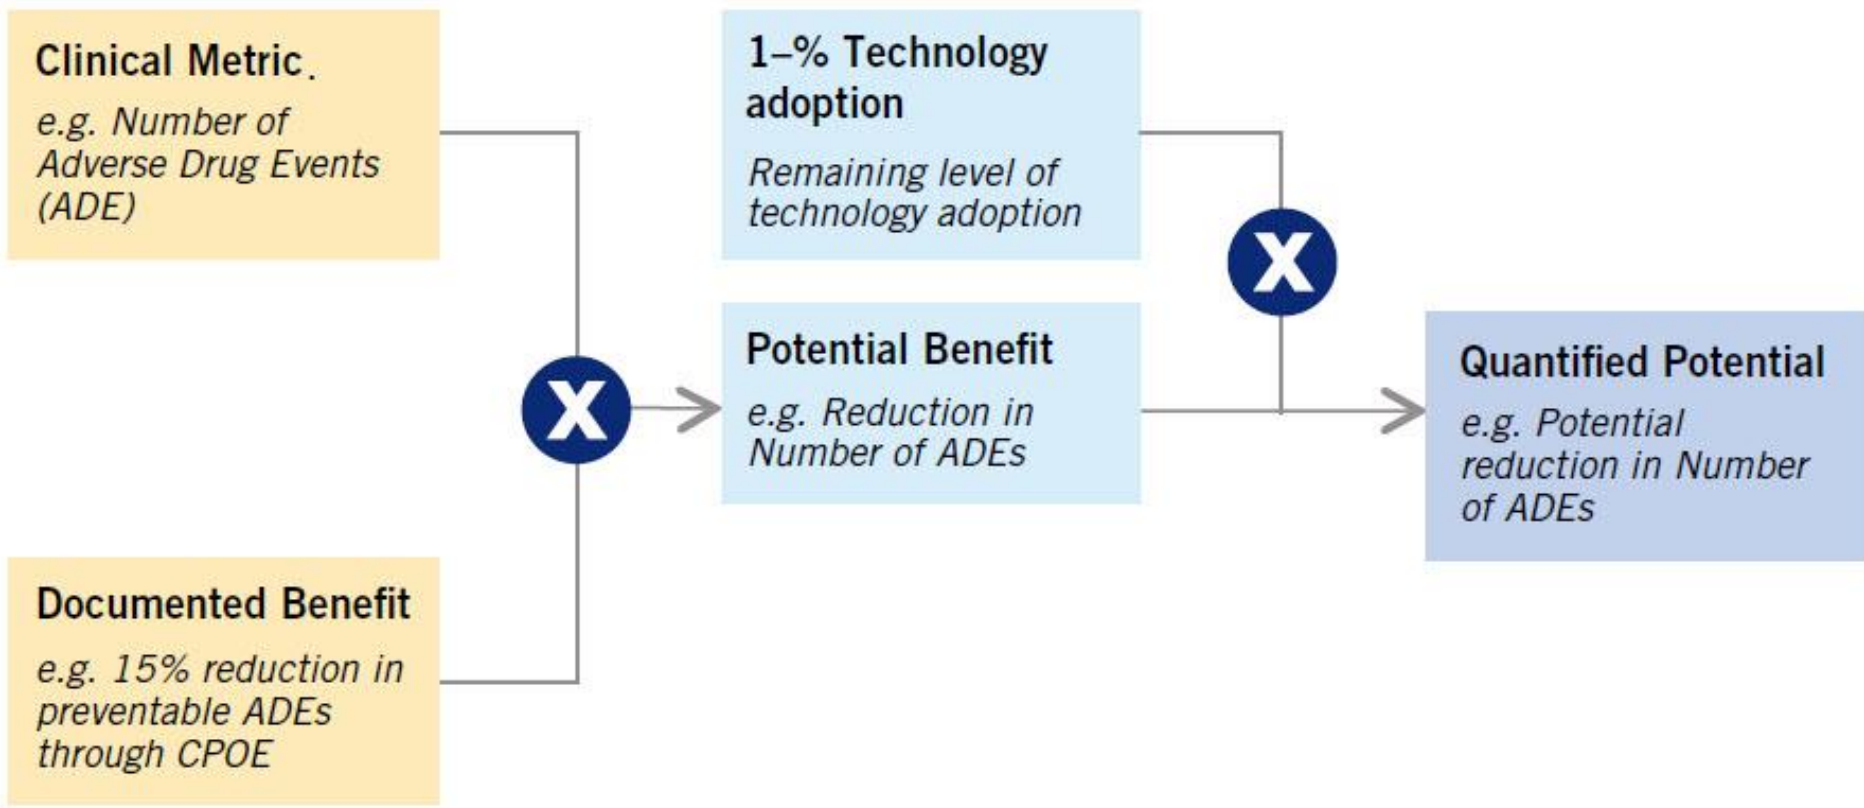 Clinical Metric.
e.g. Number of
Adverse Drug Events
(ADE)
1–% Technology
adoption
Remaining level of
technology adoption
X
X
Potential Benefit
e.g. Reduction in
Number of ADEs
Quantified Potential
e.g. Potential
reduction in Number
of ADEs
Documented Benefit
e.g. 15% reduction in
preventable ADEs
through CPOE